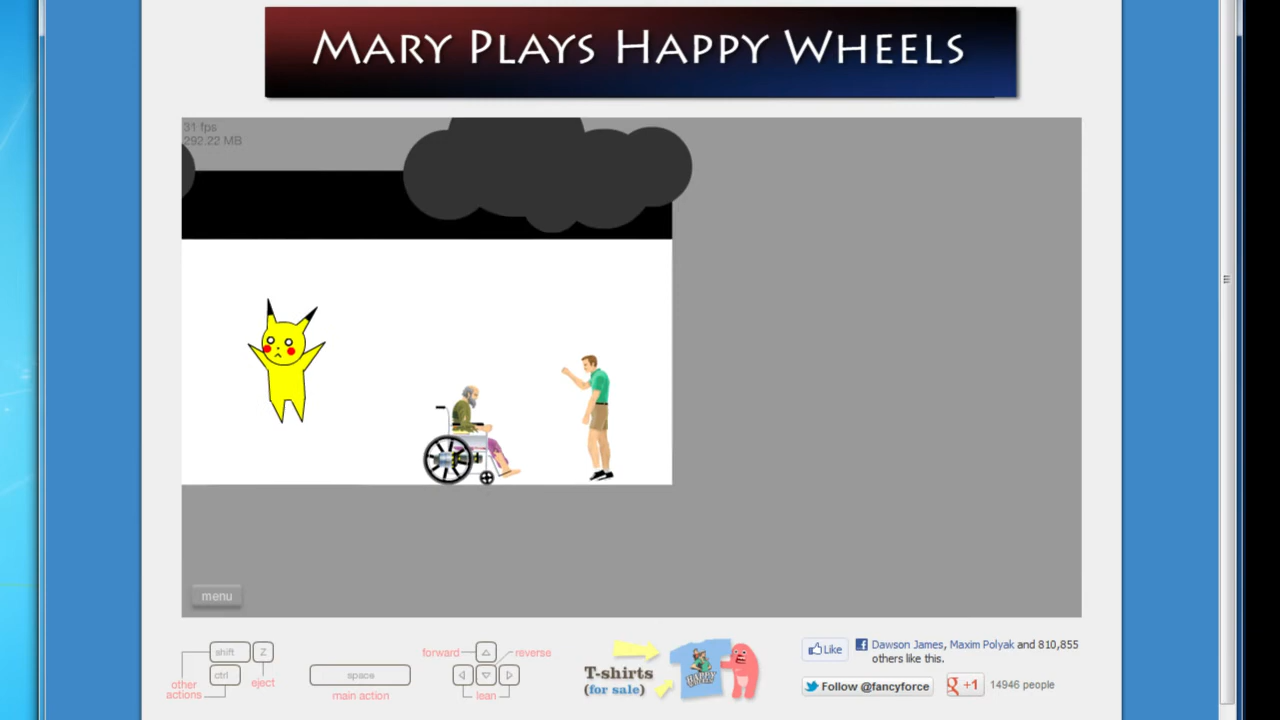 MARY PLAYS HAPPY WHEELS
31 fps
292.22 MB
menu
shift
Z
ctrl
other
actions
eject
space
main action
forward
reverse
lean
T-shirts
(for sale)
HAPPY
Like
Dawson James, Maxim Polyak and 810,855
others like this.
Follow @fancyforce
g +1
14946 people